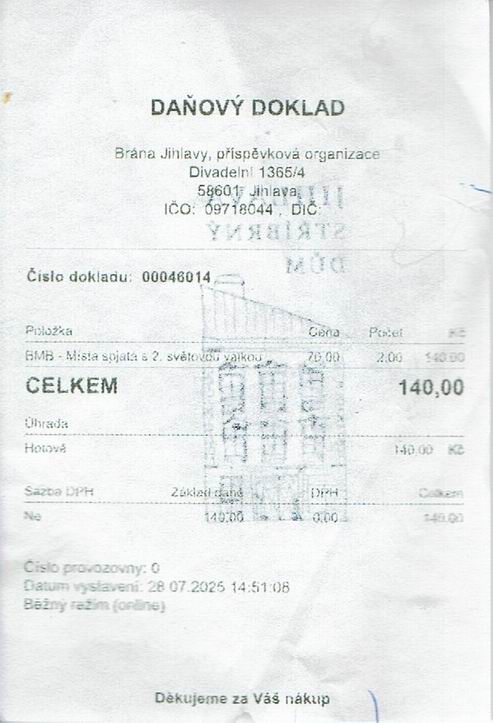 DAŇOVÝ DOKLAD
Brána Jihlavy, příspěvková organizace
Divadelní 1365/4
58601, Jihlava,
IČO: 09718044 , DIČ:
JIHLAVA
STŘÍBRNÝ
DŮM
Číslo dokladu: 00046014
Položka Cena Počet Kč
BMB - Místa spjatá s 2. světovou válkou 70,00 2,00 140,00
CELKEM 140,00
Úhrada
Hotově 140,00 Kč
Sazba DPH Základ daně DPH Celkem
Ne 140,00 0,00 140,00
Číslo provozovny: 0
Datum vystavení: 28.07.2025 14:51:08
Běžný režim (online)
Děkujeme za Váš nákup